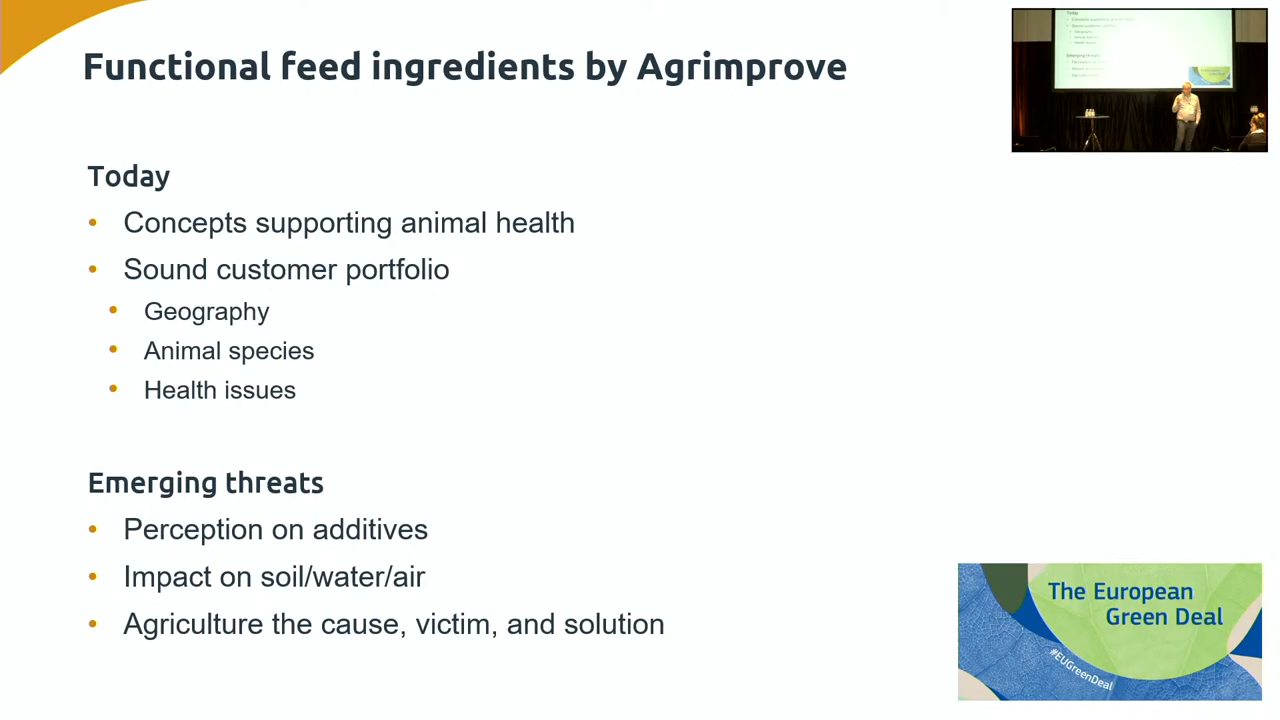 Functional feed ingredients by Agrimprove
Today
• Concepts supporting animal health
• Sound customer portfolio
• Geography
• Animal species
• Health issues
Emerging threats
• Perception on additives
• Impact on soil/water/air
• Agriculture the cause, victim, and solution
The European
Green Deal
#EUGreenDeal